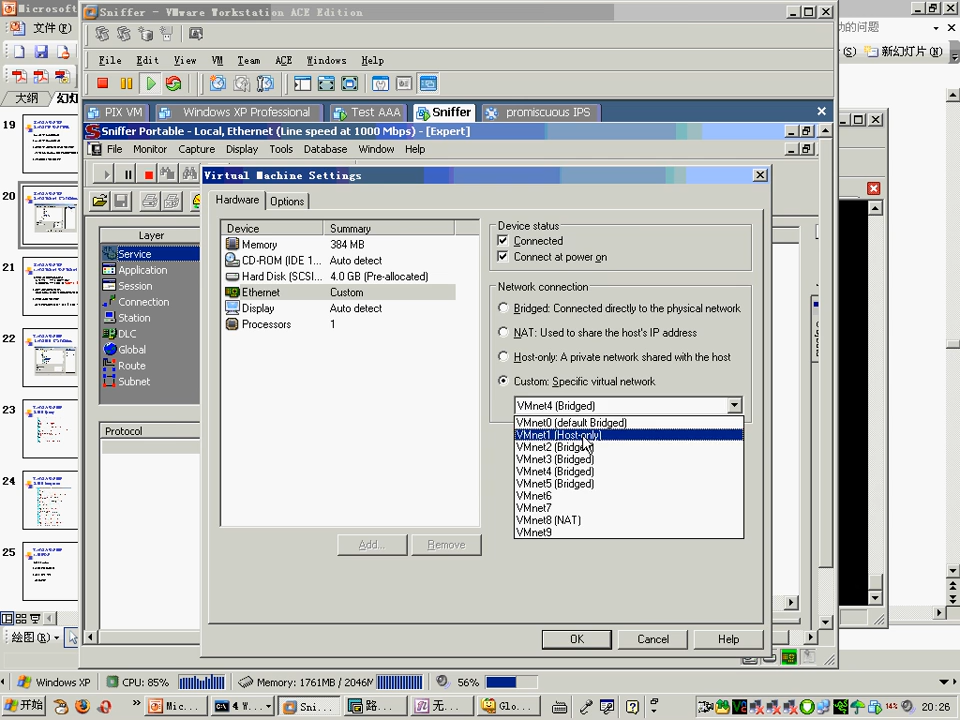 Microsoft
Sniffer - VMware Workstation ACE Edition
文件(F)
的问题
(S)
新幻灯片(N)
File Edit View VM Team ACE Windows Help
大纲
幻灯
PIX VM
Windows XP Professional
Test AAA
Sniffer
promiscuous IPS
Sniffer Portable - Local, Ethernet (Line speed at 1000 Mbps) - [Expert]
File Monitor Capture Display Tools Database Window Help
19
20
21
22
23
24
25
Virtual Machine Settings
Hardware
Options
Layer
Service
Application
Session
Connection
Station
DLC
Global
Route
Subnet
Protocol
Device Summary
Memory 384 MB
CD-ROM (IDE 1... Auto detect
Hard Disk (SCSI... 4.0 GB (Pre-allocated)
Ethernet Custom
Display Auto detect
Processors 1
Add...
Remove
Device status
Connected
Connect at power on
Network connection
Bridged: Connected directly to the physical network
NAT: Used to share the host's IP address
Host-only: A private network shared with the host
Custom: Specific virtual network
VMnet4 (Bridged)
VMnet0 (default Bridged)
VMnet1 (Host-only)
VMnet2 (Bridged)
VMnet3 (Bridged)
VMnet4 (Bridged)
VMnet5 (Bridged)
VMnet6
VMnet7
VMnet8 (NAT)
VMnet9
OK
Cancel
Help
绘图(R)
Windows XP
CPU: 85%
Memory: 1761MB / 2046M
56%
开始
Mic...
4 W...
Sni...
路...
无...
Glo...
14%
20:26